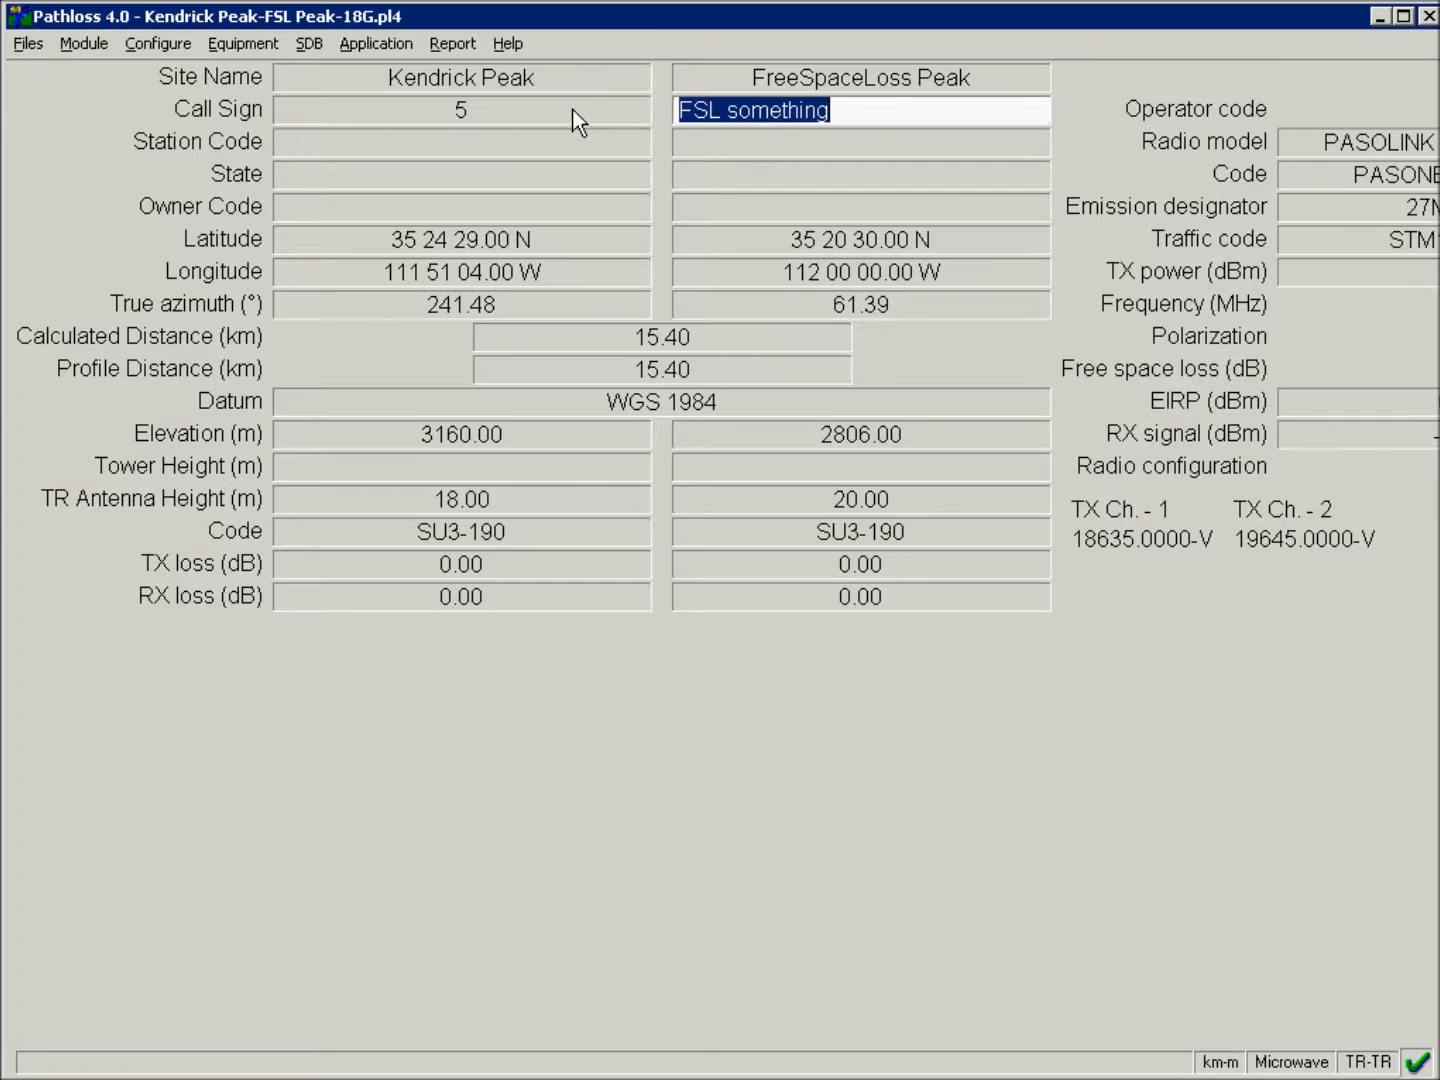 Pathloss 4.0 - Kendrick Peak-FSL Peak-18G.pl4
Files Module Configure Equipment SDB Application Report Help
Site Name Kendrick Peak FreeSpaceLoss Peak
Call Sign 5 FSL something Operator code
Station Code Radio model PASOLINK
State Code PASONE
Owner Code Emission designator 27M
Latitude 35 24 29.00 N 35 20 30.00 N Traffic code STM
Longitude 111 51 04.00 W 112 00 00.00 W TX power (dBm)
True azimuth (°) 241.48 61.39 Frequency (MHz)
Calculated Distance (km) 15.40 Polarization
Profile Distance (km) 15.40 Free space loss (dB)
Datum WGS 1984 EIRP (dBm)
Elevation (m) 3160.00 2806.00 RX signal (dBm) -
Tower Height (m) Radio configuration
TR Antenna Height (m) 18.00 20.00 TX Ch. - 1 TX Ch. - 2
Code SU3-190 SU3-190 18635.0000-V 19645.0000-V
TX loss (dB) 0.00 0.00
RX loss (dB) 0.00 0.00
km-m Microwave TR-TR